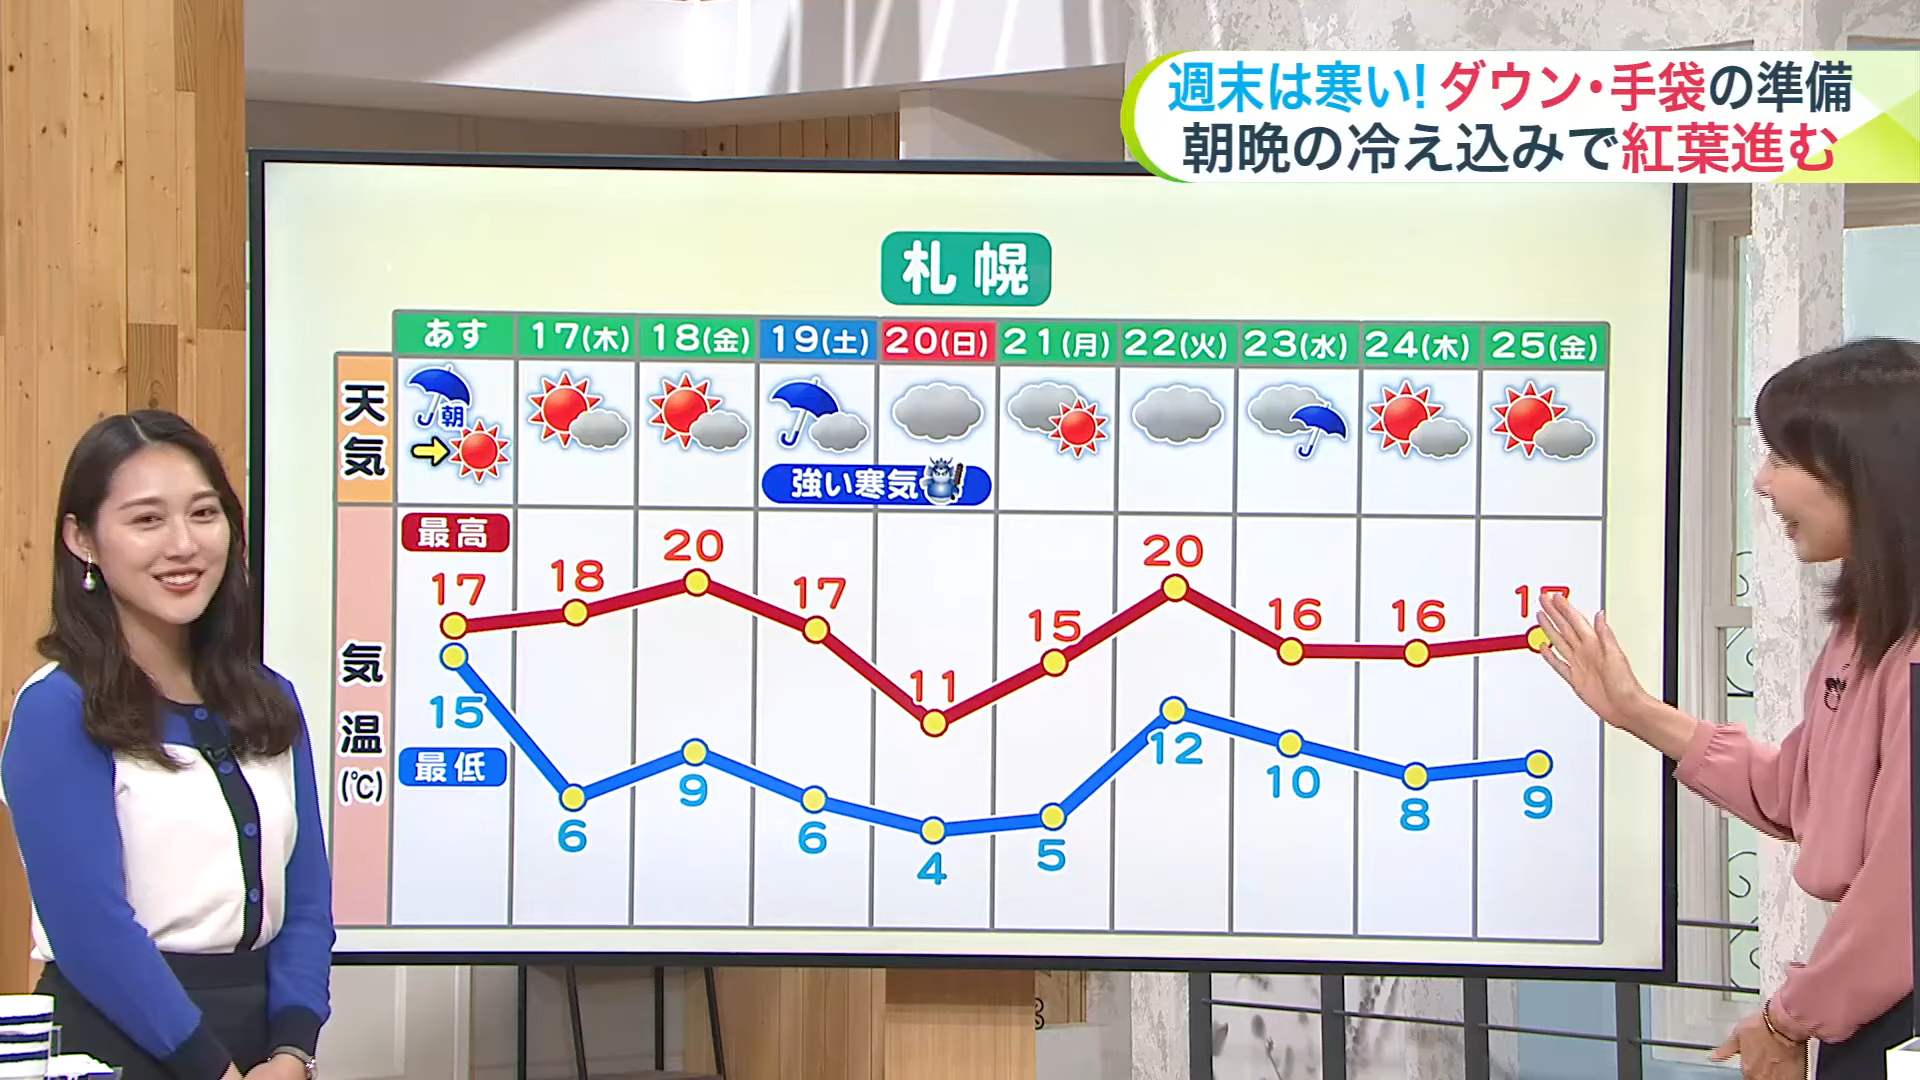 週末は寒い!ダウン・手袋の準備
朝晩の冷え込みで紅葉進む
札幌
あす 17(木) 18(金) 19(土) 20(日) 21(月) 22(火) 23(水) 24(木) 25(金)
天気
朝
強い寒気
気温(℃)
最高
17 18 20 17 11 15 20 16 16
15 6 9 6 4 5 12 10 8 9
最低